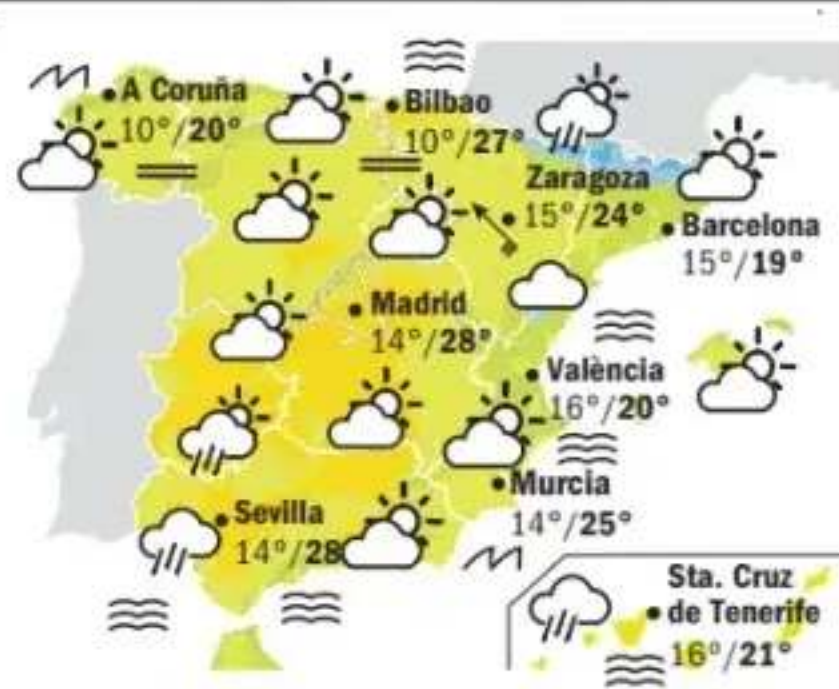 A Coruña
10°/20°
Bilbao
10°/27°
Zaragoza
15°/24°
Barcelona
15°/19°
Madrid
14°/28°
València
16°/20°
Murcia
14°/25°
Sevilla
14°/28
Sta. Cruz
de Tenerife
16°/21°